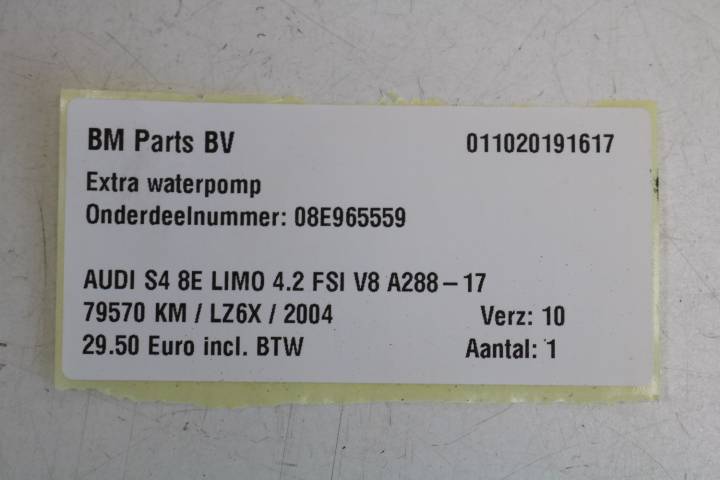 BM Parts BV 011020191617
Extra waterpomp
Onderdeelnummer: 08E965559
AUDI S4 8E LIMO 4.2 FSI V8 A288-17
79570 KM / LZ6X / 2004 Verz: 10
29.50 Euro incl. BTW Aantal: 1